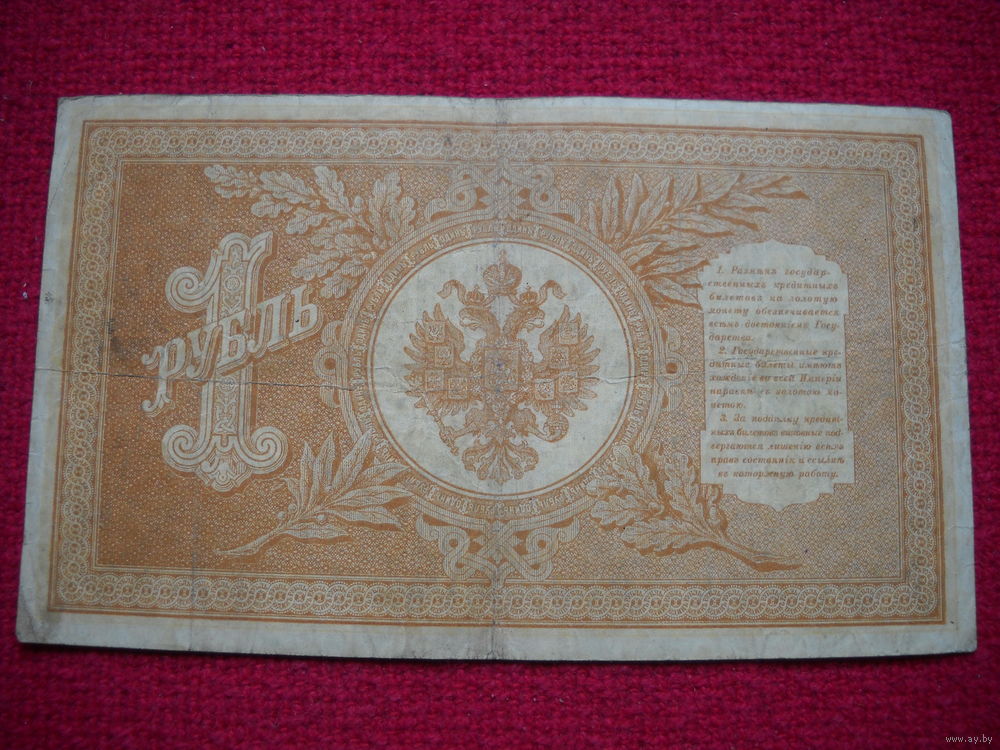 1
РУБЛЬ
1. Размѣнъ государ-
ственныхъ кредитныхъ
билетовъ на золотую
монету обезпечивается
всѣмъ достояніемъ Госу-
дарства.
2. Государственные кре-
дитные билеты имѣютъ
хожденіе во всей Имперіи
наравнѣ съ золотою мо-
нетою.
3. За поддѣлку кредит-
ныхъ билетовъ виновные под-
вергаются лишенію всѣхъ
правъ состоянія и ссылкѣ
въ каторжную работу.
www.ay.by